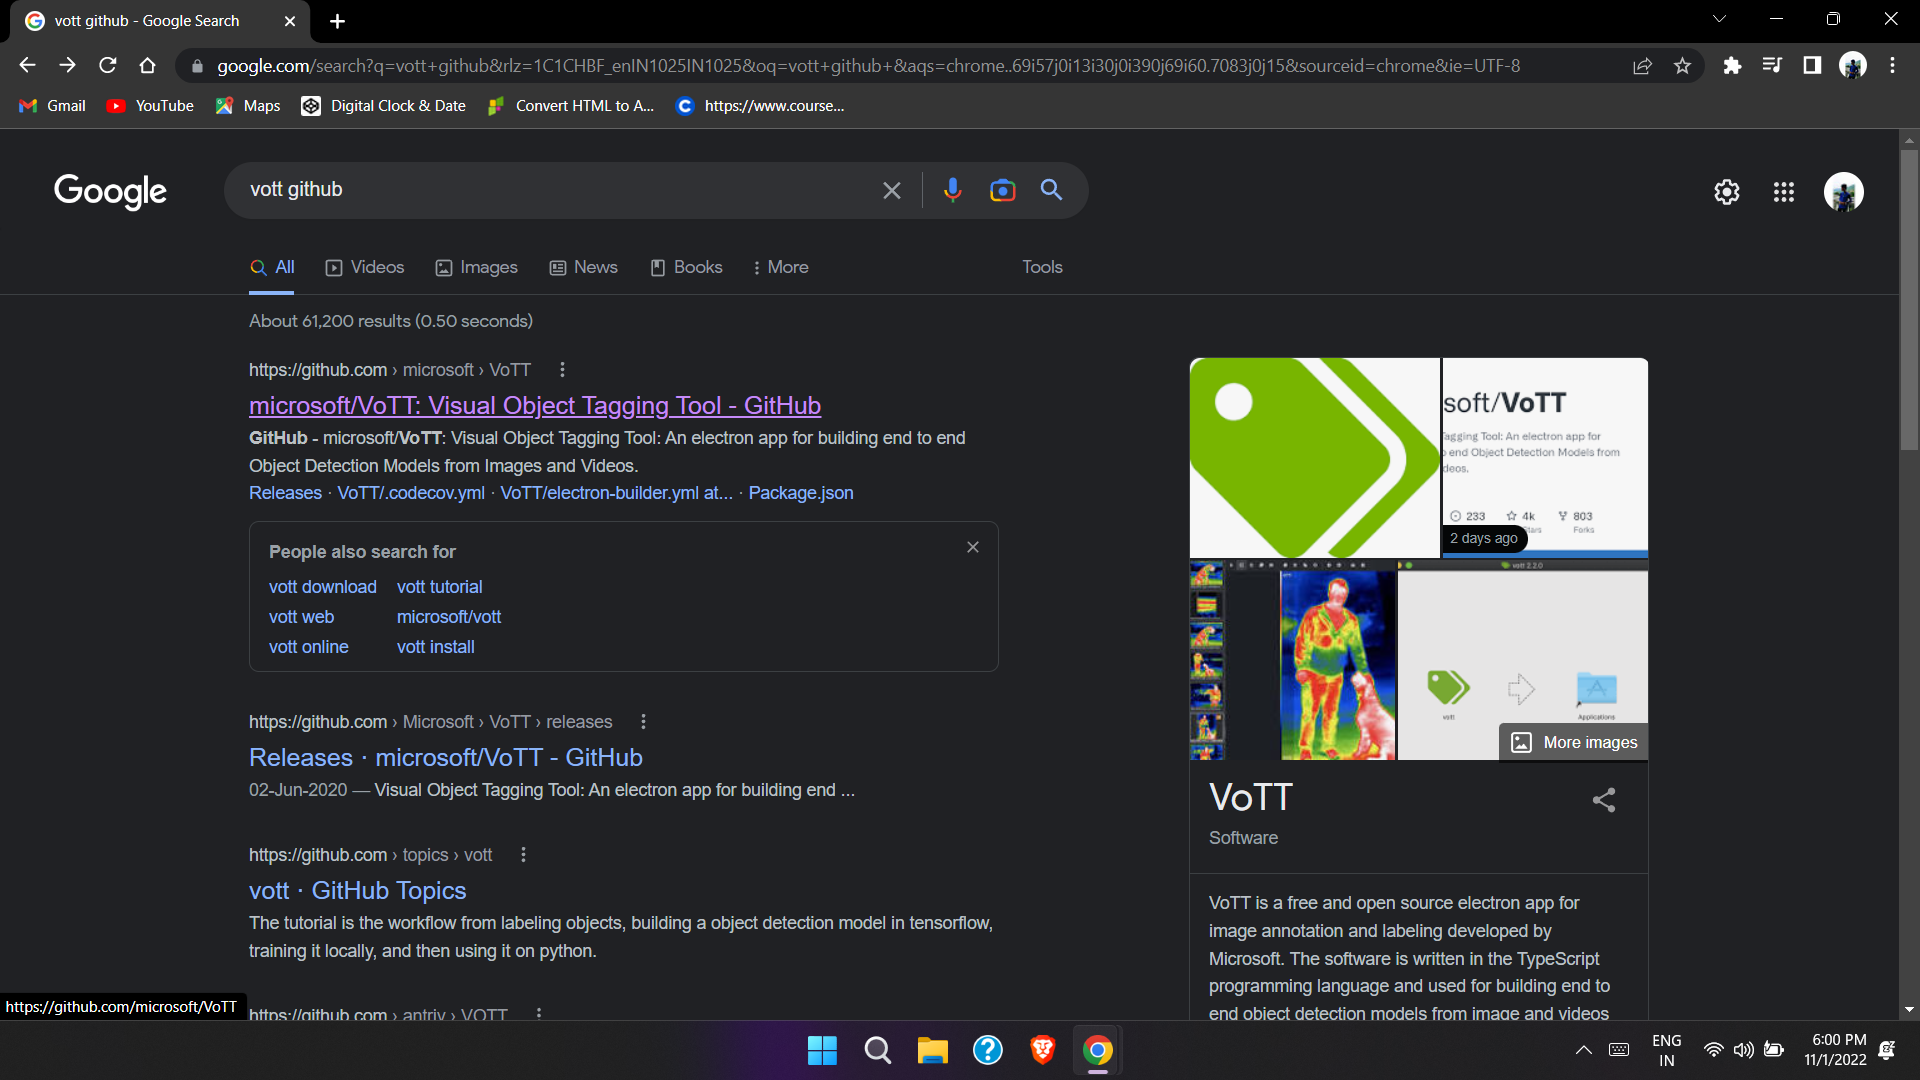 vott github - Google Search
google.com/search?q=vott+github&rlz=1C1CHBF_enIN1025IN1025&oq=vott+github+&aqs=chrome..69i57j0i13i30j0i390j69i60.7083j0j15&sourceid=chrome&ie=UTF-8
Gmail YouTube Maps Digital Clock & Date Convert HTML to A... https://www.course...
Google vott github
All Videos Images News Books More Tools
About 61,200 results (0.50 seconds)
https://github.com › microsoft › VoTT
microsoft/VoTT: Visual Object Tagging Tool - GitHub
GitHub - microsoft/VoTT: Visual Object Tagging Tool: An electron app for building end to end
Object Detection Models from Images and Videos.
Releases · VoTT/.codecov.yml · VoTT/electron-builder.yml at... · Package.json
People also search for
vott download vott tutorial
vott web microsoft/vott
vott online vott install
https://github.com › Microsoft › VoTT › releases
Releases · microsoft/VoTT - GitHub
02-Jun-2020 — Visual Object Tagging Tool: An electron app for building end ...
https://github.com › topics › vott
vott · GitHub Topics
The tutorial is the workflow from labeling objects, building a object detection model in tensorflow,
training it locally, and then using it on python.
https://github.com › antriv › VOTT
https://github.com/microsoft/VoTT
soft/VoTT
Tagging Tool: An electron app for
end Object Detection Models from
deos.
233 4k 803
Stars Forks
2 days ago
vott 2.2.0
vott Applications
More images
VoTT
Software
VoTT is a free and open source electron app for
image annotation and labeling developed by
Microsoft. The software is written in the TypeScript
programming language and used for building end to
end object detection models from image and videos
ENG
IN
6:00 PM
11/1/2022